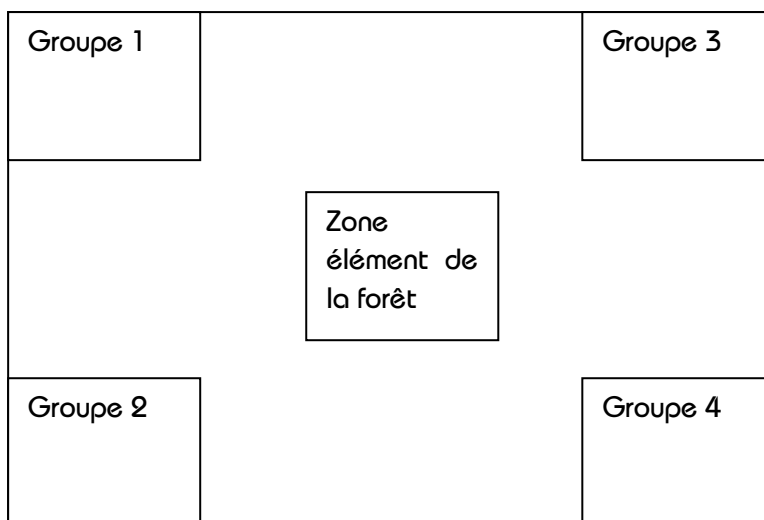 Groupe 1
Groupe 3
Zone
élément de
la forêt
Groupe 2
Groupe 4